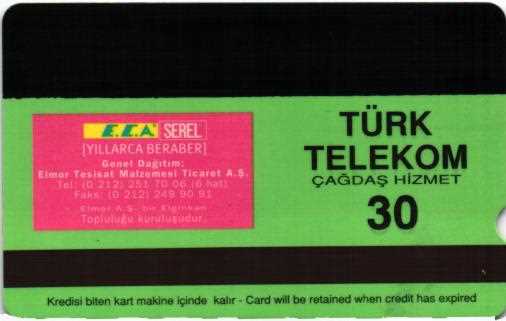 E.C.A SEREL
[YILLARCA BERABER]
Genel Dağıtım:
Elmor Tesisat Malzemesi Ticaret A.Ş.
Tel: (0 212) 251 70 06 (6 hat)
Faks: (0 212) 249 90 91
Elmor A.Ş. bir Elginkan
Topluluğu kuruluşudur.
TÜRK
TELEKOM
ÇAĞDAŞ HİZMET
30
Kredisi biten kart makine içinde kalır - Card will be retained when credit has expired